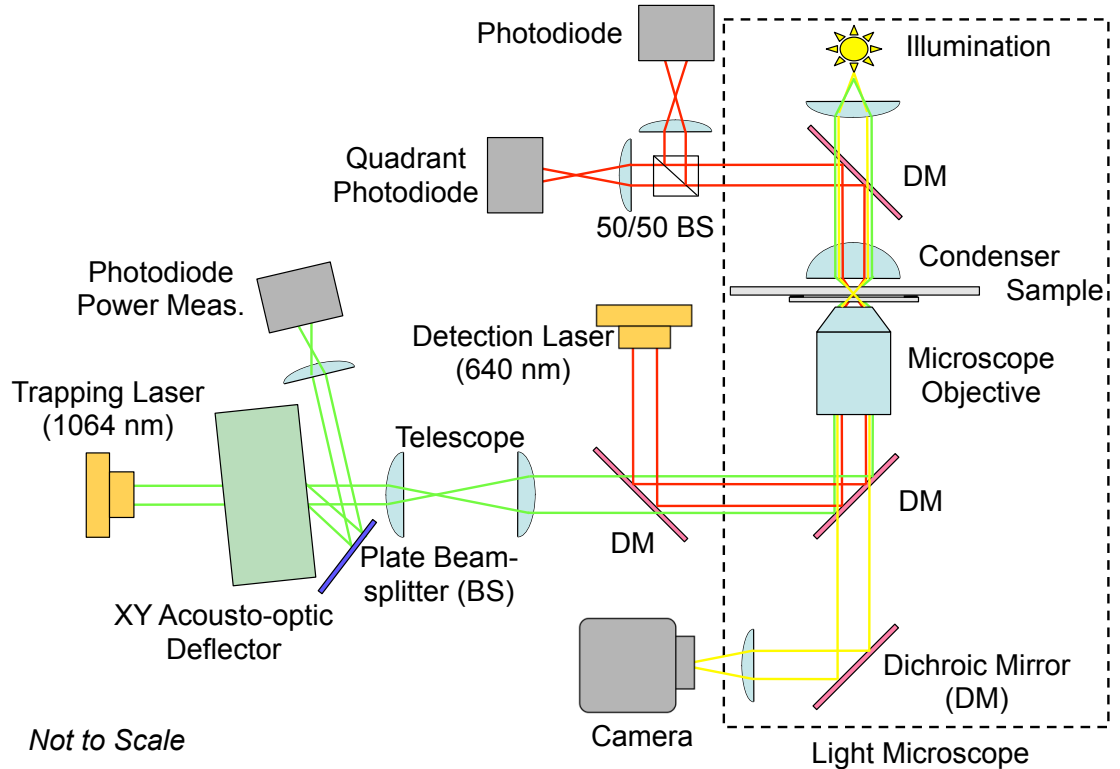 Photodiode
Illumination
Quadrant
Photodiode
DM
50/50 BS
Photodiode
Power Meas.
Condenser
Sample
Detection Laser
(640 nm)
Microscope
Objective
Trapping Laser
(1064 nm)
Telescope
DM
DM
Plate Beam-
splitter (BS)
XY Acousto-optic
Deflector
Dichroic Mirror
(DM)
Camera
Not to Scale
Light Microscope